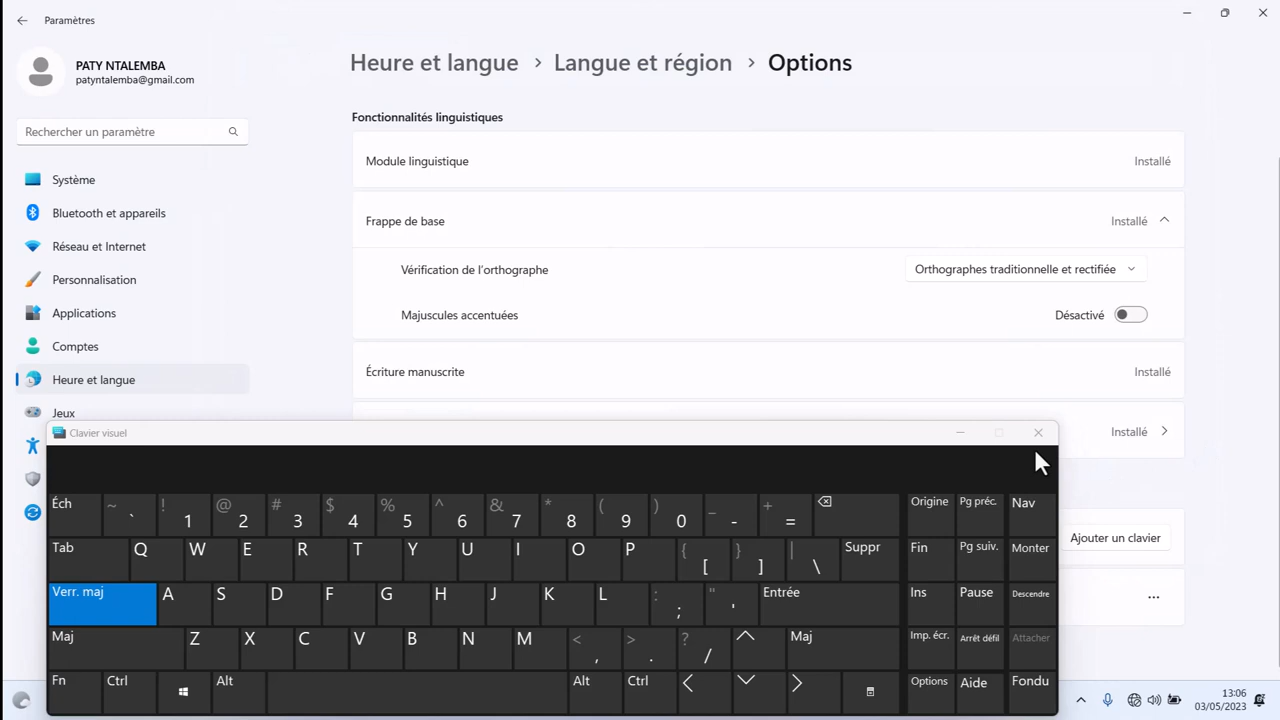 Paramètres
PATY NTALEMBA
patyntalemba@gmail.com
Rechercher un paramètre
Système
Bluetooth et appareils
Réseau et Internet
Personnalisation
Applications
Comptes
Heure et langue
Jeux
Heure et langue > Langue et région > Options
Fonctionnalités linguistiques
Module linguistique Installé
Frappe de base Installé
Vérification de l'orthographe Orthographes traditionnelle et rectifiée
Majuscules accentuées Désactivé
Écriture manuscrite Installé
Installé
Ajouter un clavier
...
Clavier visuel
Éch ~ ` ! 1 @ 2 # 3 $ 4 % 5 ^ 6 & 7 * 8 ( 9 ) 0 _ - + = Origine Pg préc. Nav
Tab Q W E R T Y U I O P { [ } ] | \ Suppr Fin Pg suiv. Monter
Verr. maj A S D F G H J K L : ; " ' Entrée Ins Pause Descendre
Maj Z X C V B N M < , > . ? / Maj Imp. écr. Arrêt défil Attacher
Fn Ctrl Alt Alt Ctrl Options Aide Fondu
13:06
03/05/2023